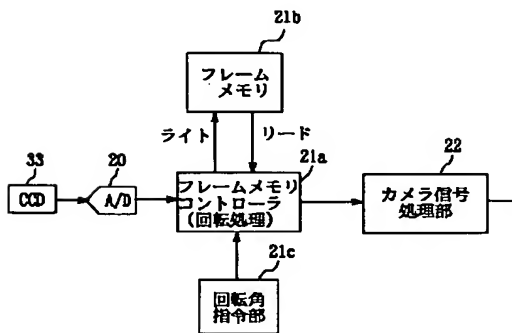 21b
フレーム
メモリ
ライト
リード
33
20
21a
22
CCD
A/D
フレームメモリ
コントローラ
(回転処理)
カメラ信号
処理部
21c
回転角
指令部